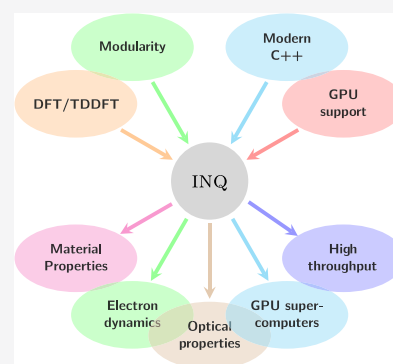 Modularity
Modern
C++
DFT/TDDFT
GPU
support
INQ
Material
Properties
High
throughput
Electron
dynamics
GPU super-
computers
Optical
properties